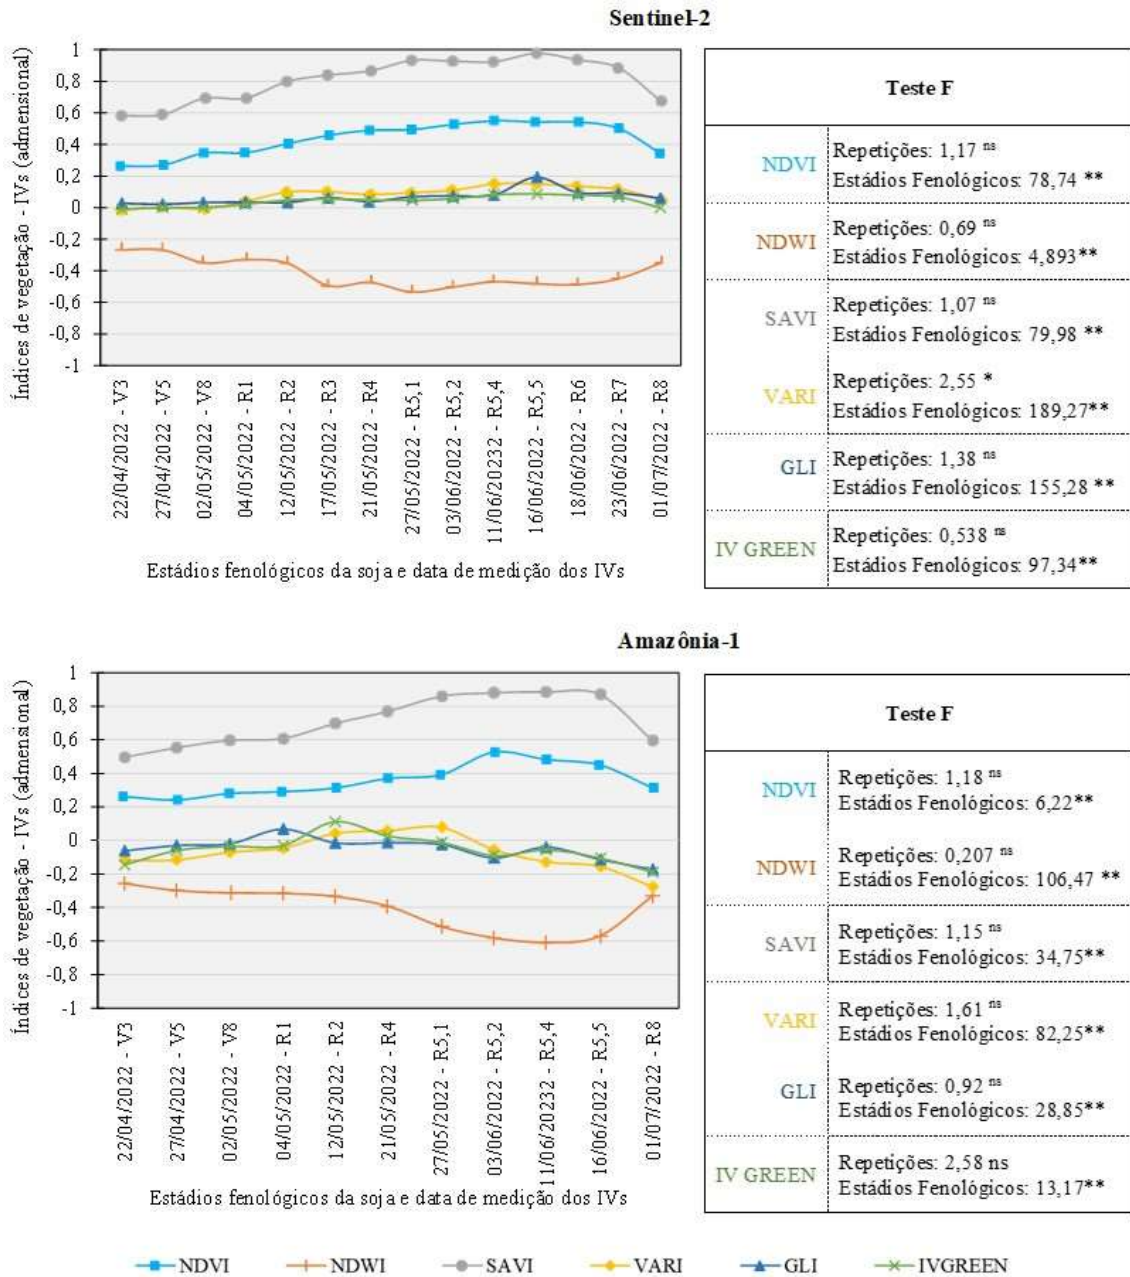 Sentinel-2
Índices de vegetação - IVs (admensional)
1
0,8
0,6
0,4
0,2
0
-0,2
-0,4
-0,6
-0,8
-1
22/04/2022 - V3
27/04/2022 - V5
02/05/2022 - V8
04/05/2022 - R1
12/05/2022 - R2
17/05/2022 - R3
21/05/2022 - R4
27/05/2022 - R5,1
03/06/2022 - R5,2
11/06/2023 - R5,4
16/06/2022 - R5,5
18/06/2022 - R6
23/06/2022 - R7
01/07/2022 - R8
Estádios fenológicos da soja e data de medição dos IVs
Teste F
NDVI
Repetições: 1,17 ns
Estádios Fenológicos: 78,74 **
NDWI
Repetições: 0,69 ns
Estádios Fenológicos: 4,893**
SAVI
Repetições: 1,07 ns
Estádios Fenológicos: 79,98 **
VARI
Repetições: 2,55 *
Estádios Fenológicos: 189,27**
GLI
Repetições: 1,38 ns
Estádios Fenológicos: 155,28 **
IV GREEN
Repetições: 0,538 ns
Estádios Fenológicos: 97,34**
Amazônia-1
Índices de vegetação - IVs (admensional)
1
0,8
0,6
0,4
0,2
0
-0,2
-0,4
-0,6
-0,8
-1
22/04/2022 - V3
27/04/2022 - V5
02/05/2022 - V8
04/05/2022 - R1
12/05/2022 - R2
21/05/2022 - R4
27/05/2022 - R5,1
03/06/2022 - R5,2
11/06/2023 - R5,4
16/06/2022 - R5,5
01/07/2022 - R8
Estádios fenológicos da soja e data de medição dos IVs
Teste F
NDVI
Repetições: 1,18 ns
Estádios Fenológicos: 6,22**
NDWI
Repetições: 0,207 ns
Estádios Fenológicos: 106,47 **
SAVI
Repetições: 1,15 ns
Estádios Fenológicos: 34,75**
VARI
Repetições: 1,61 ns
Estádios Fenológicos: 82,25**
GLI
Repetições: 0,92 ns
Estádios Fenológicos: 28,85**
IV GREEN
Repetições: 2,58 ns
Estádios Fenológicos: 13,17**
NDVI NDWI SAVI VARI GLI IVGREEN